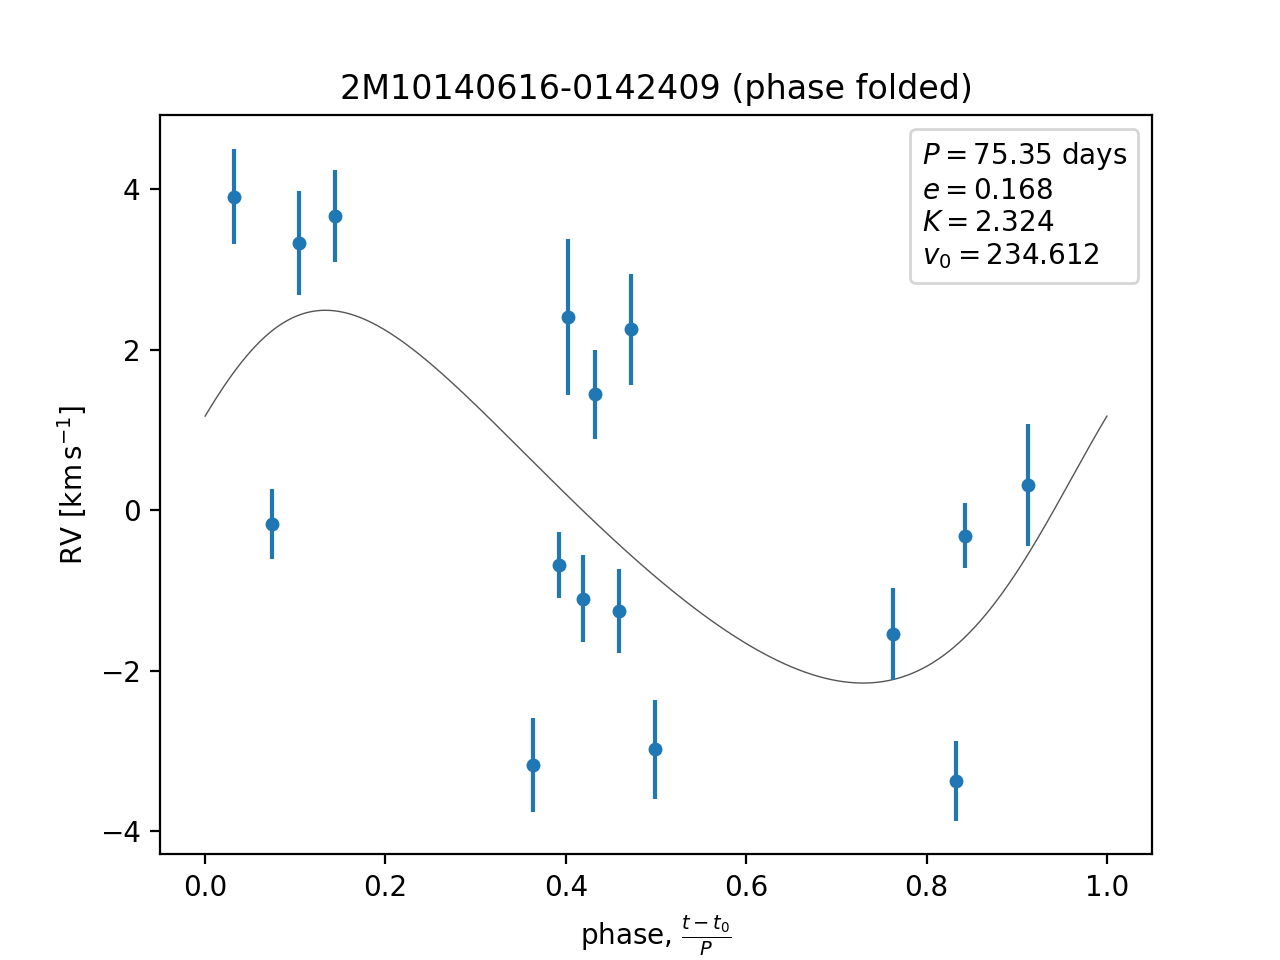 2M10140616-0142409 (phase folded)
P = 75.35 days
e = 0.168
K = 2.324
v₀ = 234.612
RV [km s⁻¹]
4
2
0
−2
−4
0.0 0.2 0.4 0.6 0.8 1.0
phase, (t − t₀)/P